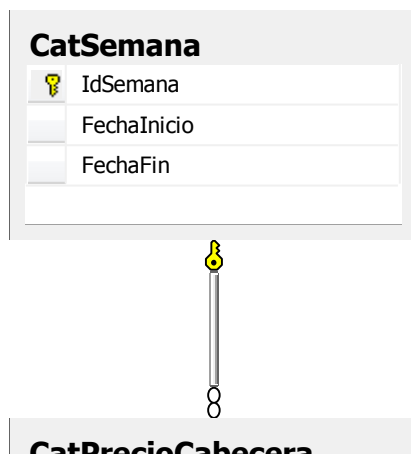 CatSemana
IdSemana
FechaInicio
FechaFin
CatPrecioCabecera